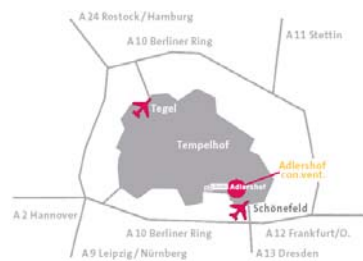 A 24 Rostock / Hamburg
A 11 Stettin
A 10 Berliner Ring
Tegel
Tempelhof
Adlershof
con.vent.
Adlershof
Schönefeld
A 2 Hannover
A 10 Berliner Ring
A 12 Frankfurt/O.
A 9 Leipzig / Nürnberg
A 13 Dresden